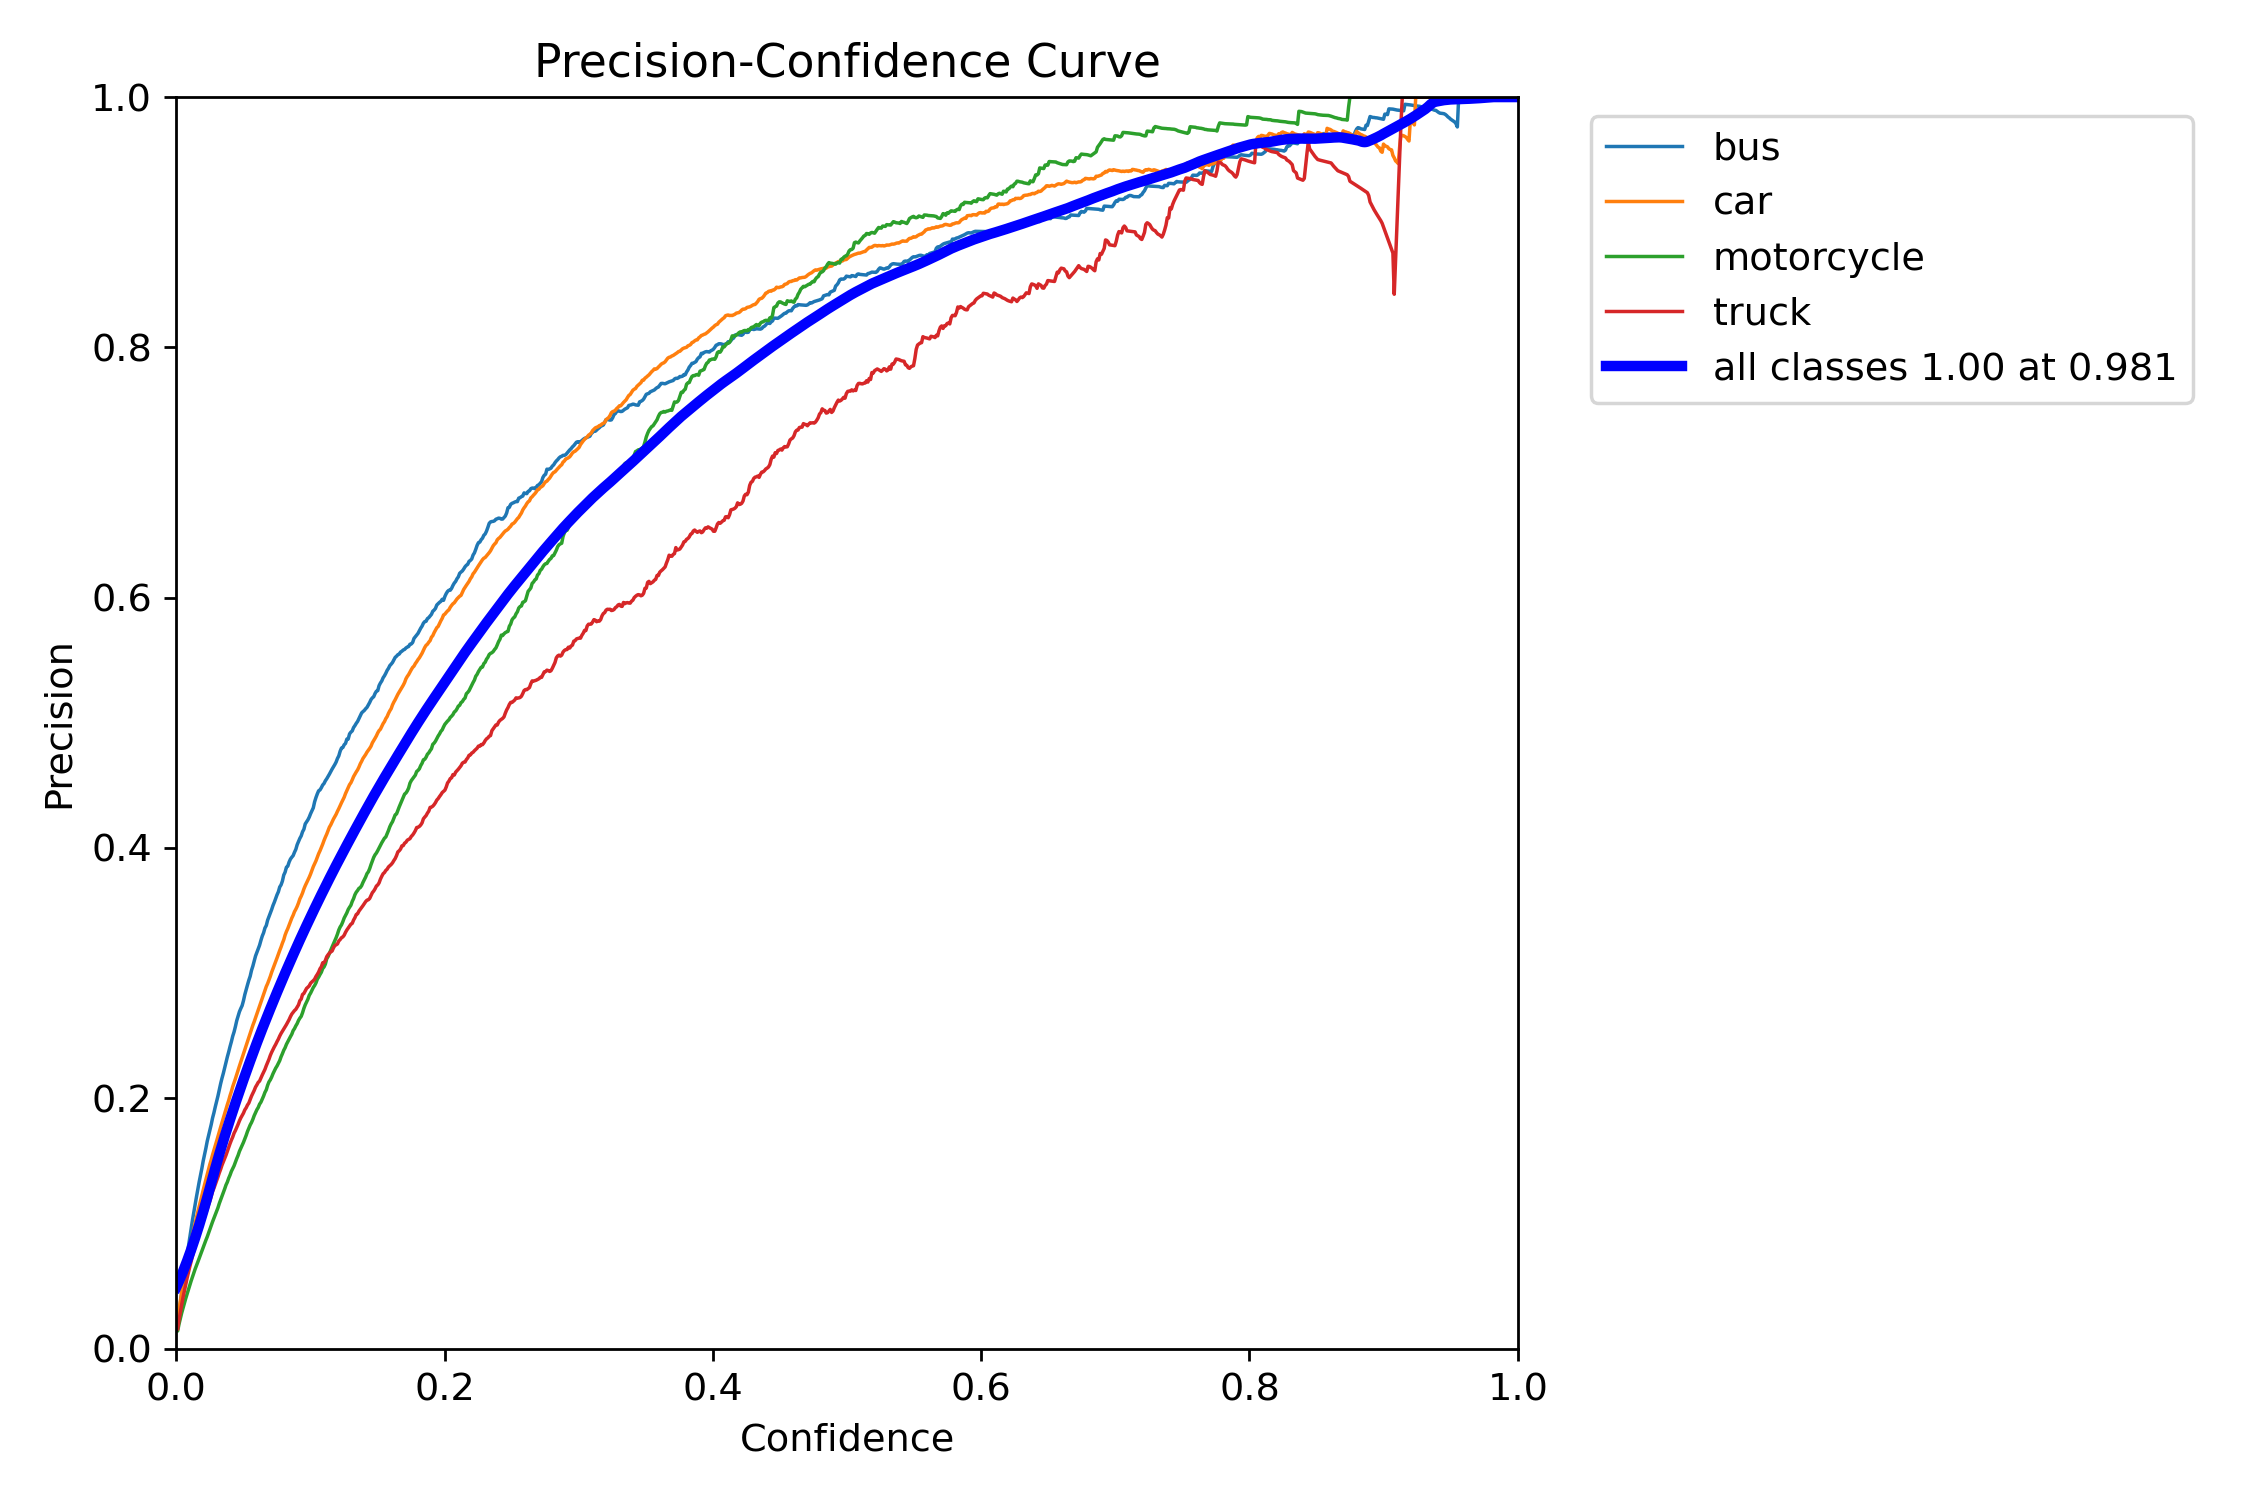 Precision-Confidence Curve
1.0
0.8
0.6
0.4
0.2
0.0
Precision
0.0 0.2 0.4 0.6 0.8 1.0
Confidence
bus
car
motorcycle
truck
all classes 1.00 at 0.981